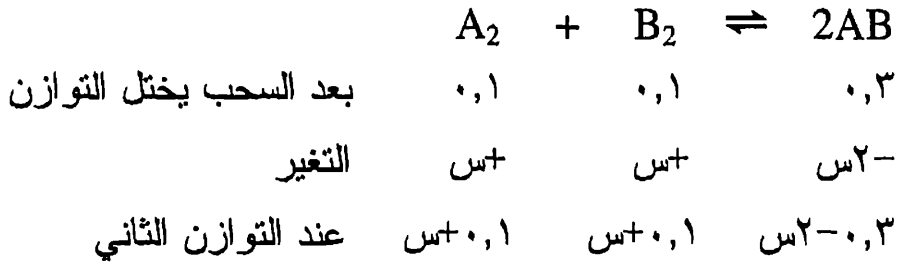 A₂ + B₂ ⇌ 2AB
بعد السحب يختل التوازن ٠,١ ٠,١ ٠,٣
التغير +س +س -٢س
عند التوازن الثاني ٠,١+س ٠,١+س ٠,٣-٢س